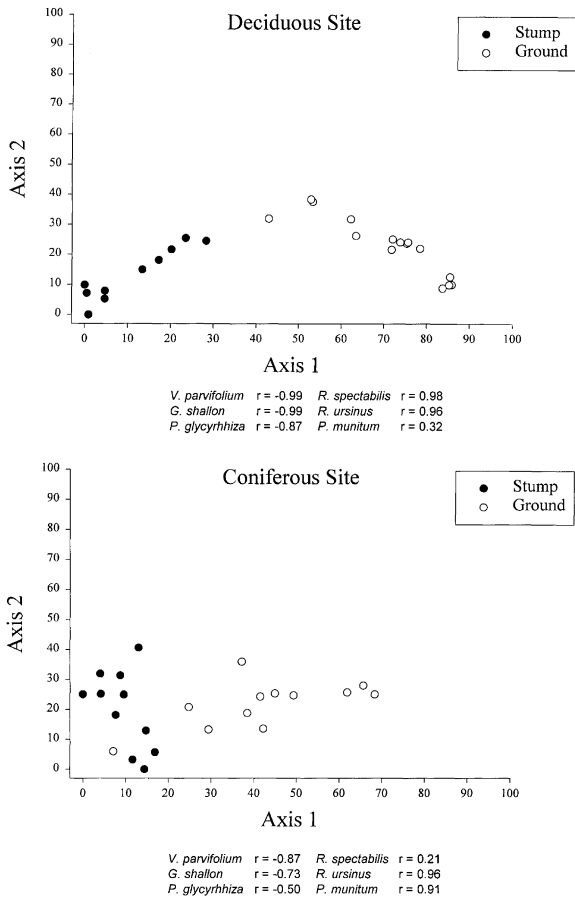 Deciduous Site
Stump
Ground
100
90
80
70
60
50
40
30
20
10
0
Axis 2
0 10 20 30 40 50 60 70 80 90 100
Axis 1
V. parvifolium r = -0.99 R. spectabilis r = 0.98
G. shallon r = -0.99 R. ursinus r = 0.96
P. glycyrhhiza r = -0.87 P. munitum r = 0.32
Coniferous Site
Stump
Ground
100
90
80
70
60
50
40
30
20
10
0
Axis 2
0 10 20 30 40 50 60 70 80 90 100
Axis 1
V. parvifolium r = -0.87 R. spectabilis r = 0.21
G. shallon r = -0.73 R. ursinus r = 0.96
P. glycyrhhiza r = -0.50 P. munitum r = 0.91